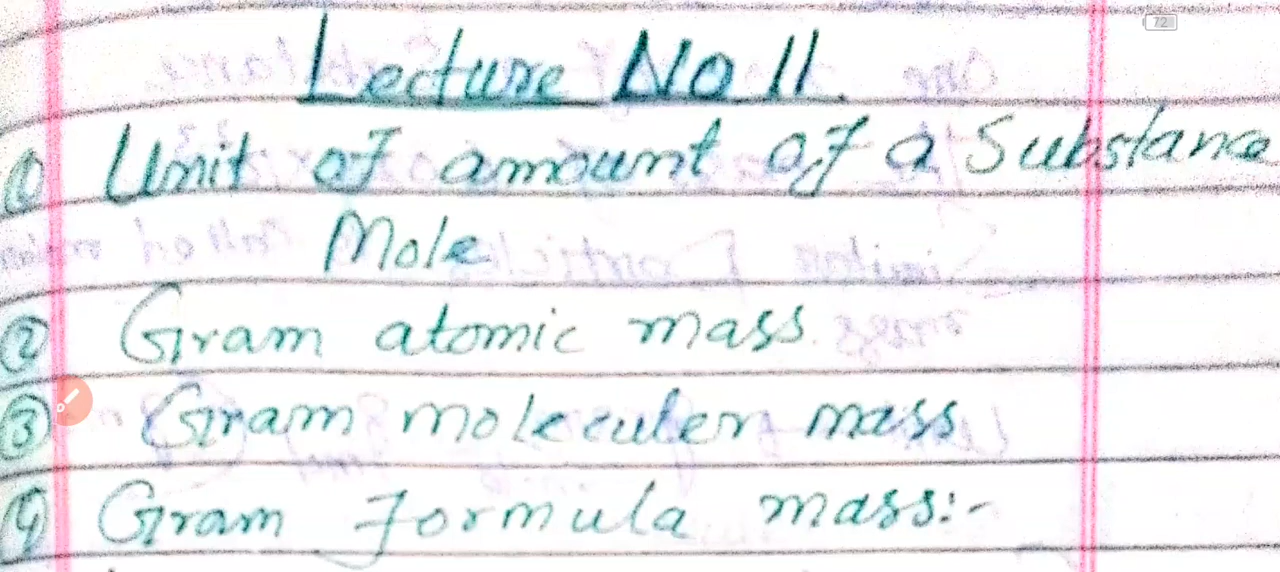 Lecture No 11.
① Unit of amount of a Substance
Mole
② Gram atomic mass.
③ Gram moleculer mass
④ Gram Formula mass:-
72